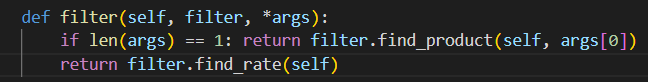 def filter(self, filter, *args):
    if len(args) == 1: return filter.find_product(self, args[0])
    return filter.find_rate(self)